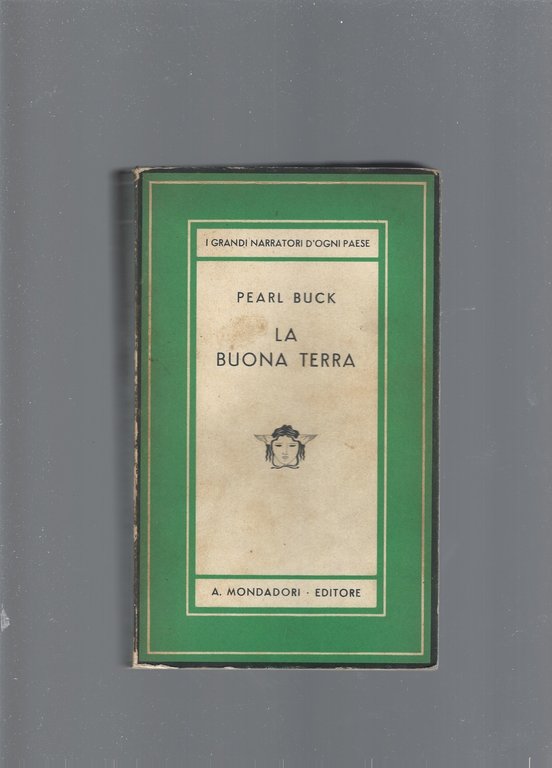 I GRANDI NARRATORI D'OGNI PAESE
PEARL BUCK
LA
BUONA TERRA
A. MONDADORI · EDITORE